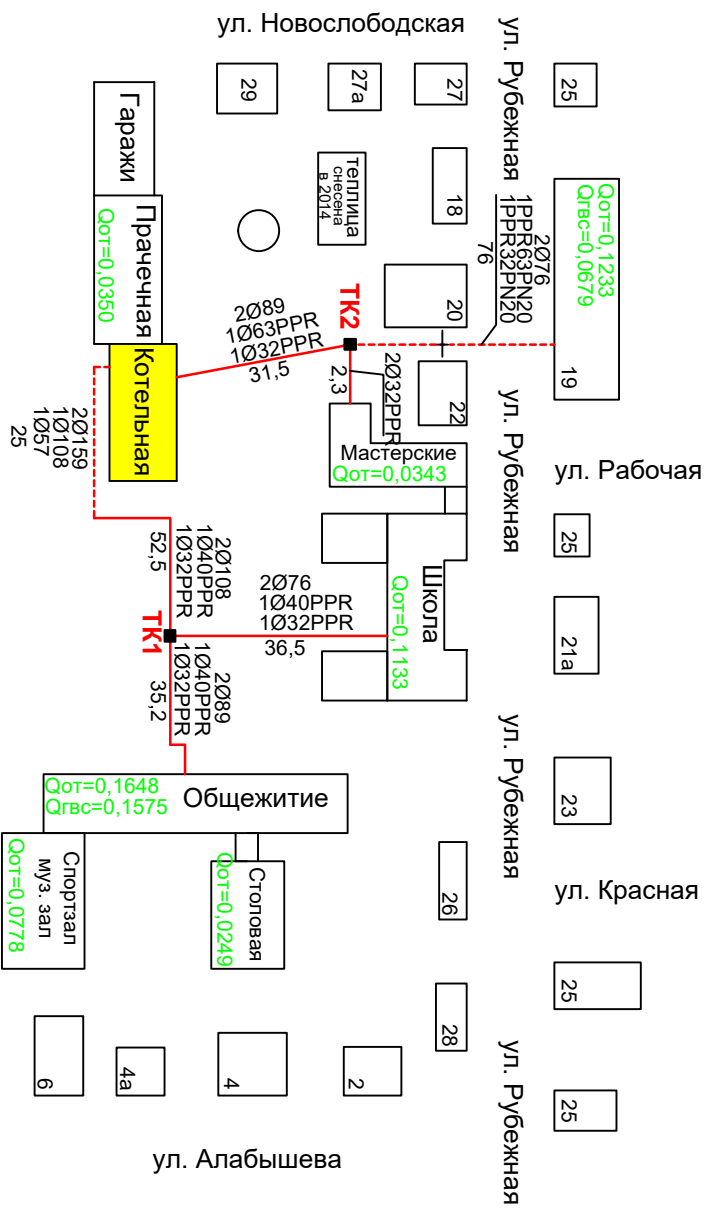 ул. Новослободская
ул. Рубежная
29
27а
27
25
Гаражи
теплица
снесена
в 2014
18
Qот=0,1233
Qгвс=0,0679
19
2Ø76
1PPR63PN20
1PPR32PN20
76
Прачечная
Qот=0,0350
20
ТК2
2Ø89
1Ø63PPR
1Ø32PPR
31,5
2Ø32PPR
2,3
22
Котельная
ул. Рубежная
Мастерские
Qот=0,0343
ул. Рабочая
2Ø159
1Ø108
1Ø57
25
2Ø108
1Ø40PPR
1Ø32PPR
52,5
25
Школа
Qот=0,1133
2Ø76
1Ø40PPR
1Ø32PPR
36,5
21а
ТК1
2Ø89
1Ø40PPR
1Ø32PPR
35,2
ул. Рубежная
23
Общежитие
Qот=0,1648
Qгвс=0,1575
Спортзал
муз. зал
Qот=0,0778
Столовая
Qот=0,0249
26
ул. Красная
25
28
6
4а
4
2
ул. Рубежная
25
ул. Алабышева